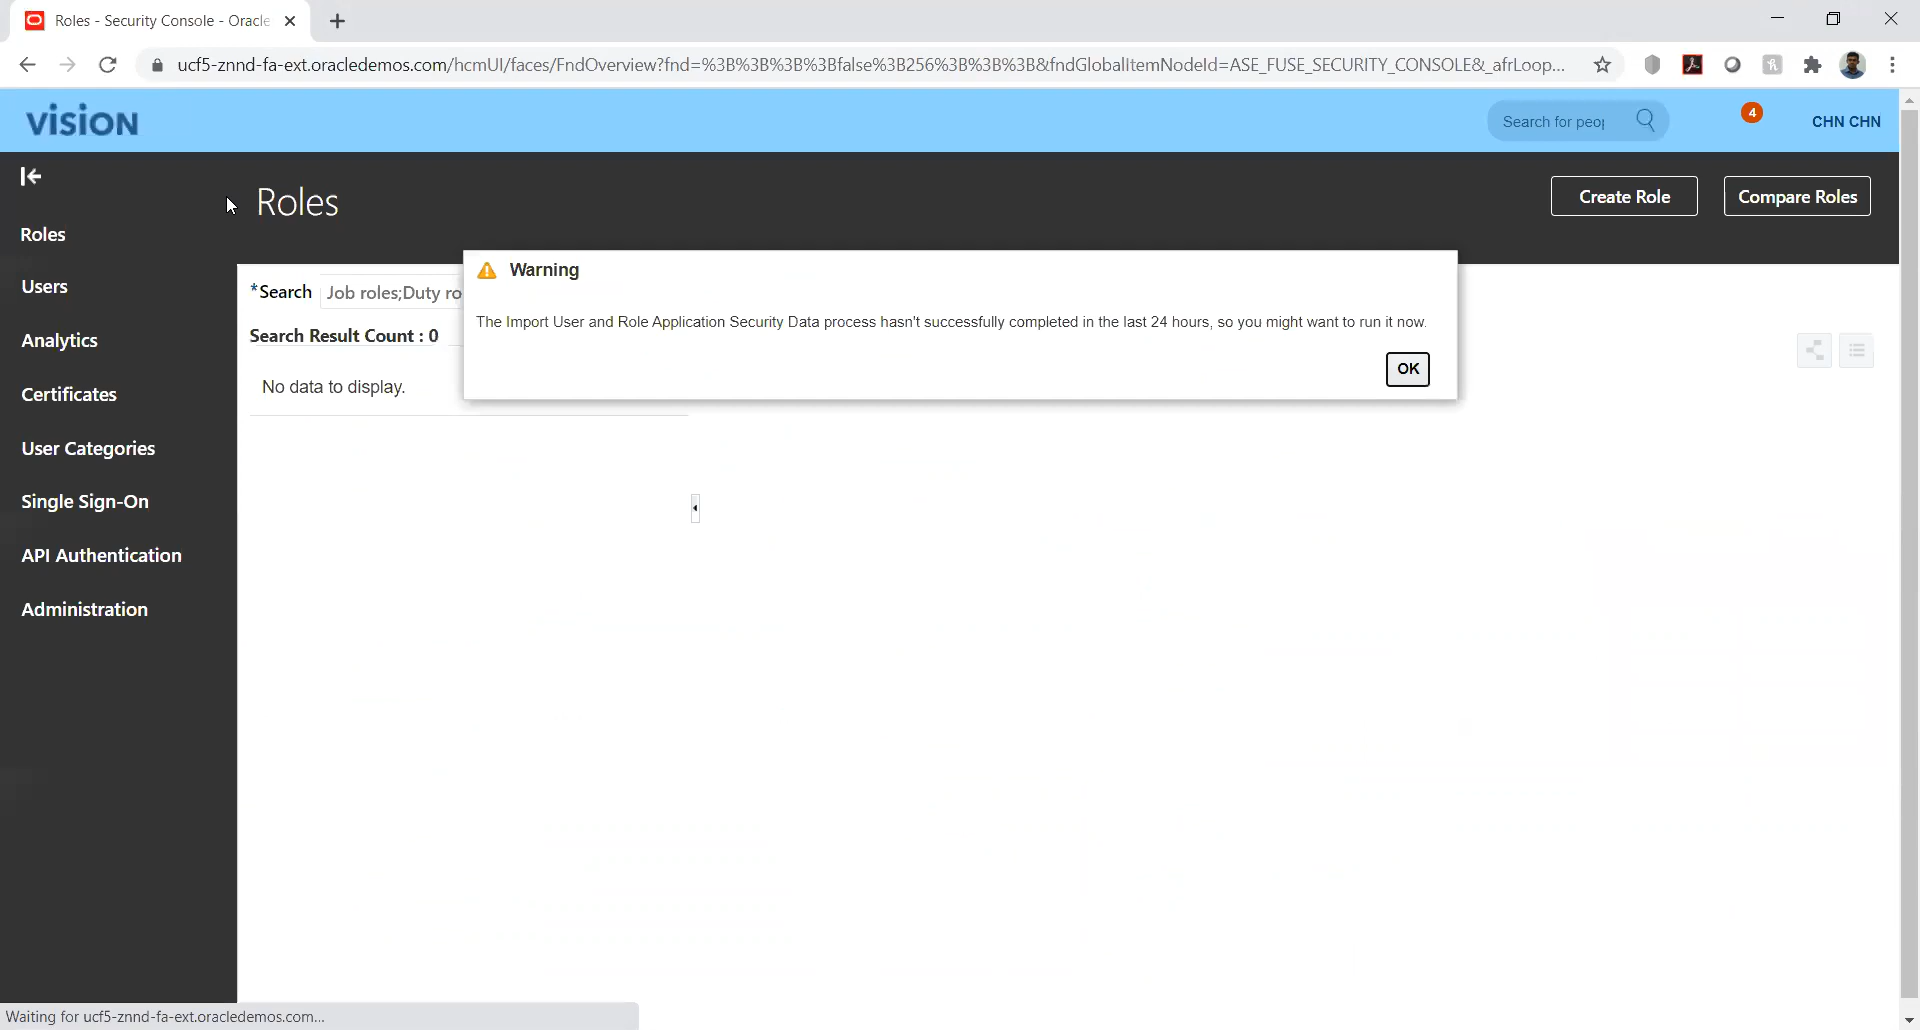 Roles - Security Console - Oracle
ucf5-znnd-fa-ext.oracledemos.com/hcmUI/faces/FndOverview?fnd=%3B%3B%3B%3Bfalse%3B256%3B%3B%3B&fndGlobalItemNodeId=ASE_FUSE_SECURITY_CONSOLE&_afrLoop...
vision
Search for peop
4
CHN CHN
Roles
Create Role
Compare Roles
Roles
Users
Analytics
Certificates
User Categories
Single Sign-On
API Authentication
Administration
*Search
Job roles;Duty ro
Search Result Count : 0
No data to display.
Warning
The Import User and Role Application Security Data process hasn't successfully completed in the last 24 hours, so you might want to run it now.
OK
Waiting for ucf5-znnd-fa-ext.oracledemos.com...